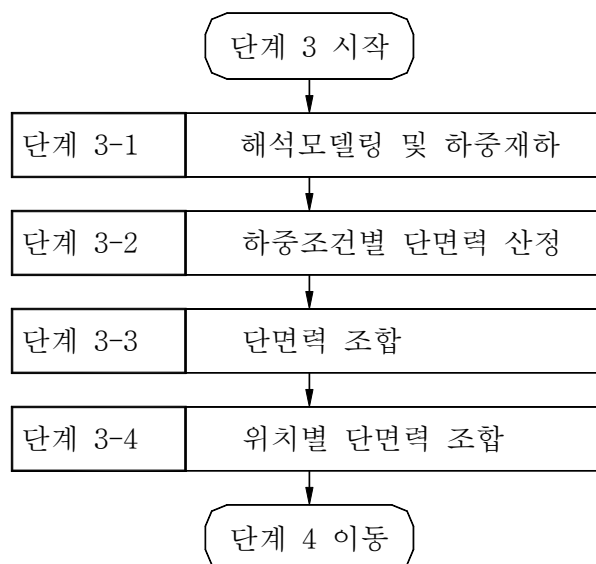 단계 3 시작
단계 3-1 해석모델링 및 하중재하
단계 3-2 하중조건별 단면력 산정
단계 3-3 단면력 조합
단계 3-4 위치별 단면력 조합
단계 4 이동